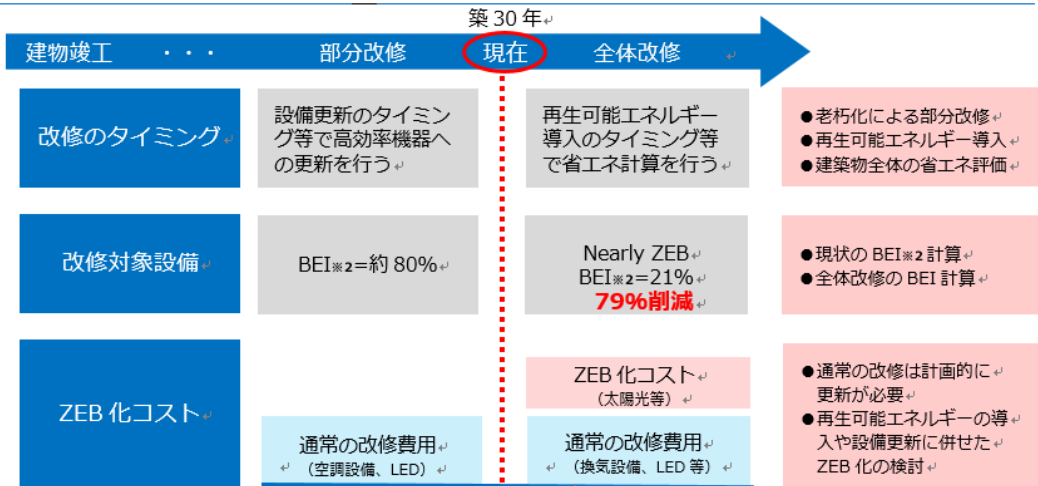 築30年
建物竣工 ・・・ 部分改修 現在 全体改修
改修のタイミング
設備更新のタイミン
グ等で高効率機器へ
の更新を行う
再生可能エネルギー
導入のタイミング等
で省エネ計算を行う
●老朽化による部分改修
●再生可能エネルギー導入
●建築物全体の省エネ評価
改修対象設備
BEI※2=約80%
Nearly ZEB
BEI※2=21%
79%削減
●現状のBEI※2計算
●全体改修のBEI計算
ZEB化コスト
通常の改修費用
（空調設備、LED）
ZEB化コスト
（太陽光等）
通常の改修費用
（換気設備、LED等）
●通常の改修は計画的に
更新が必要
●再生可能エネルギーの導
入や設備更新に併せた
ZEB化の検討